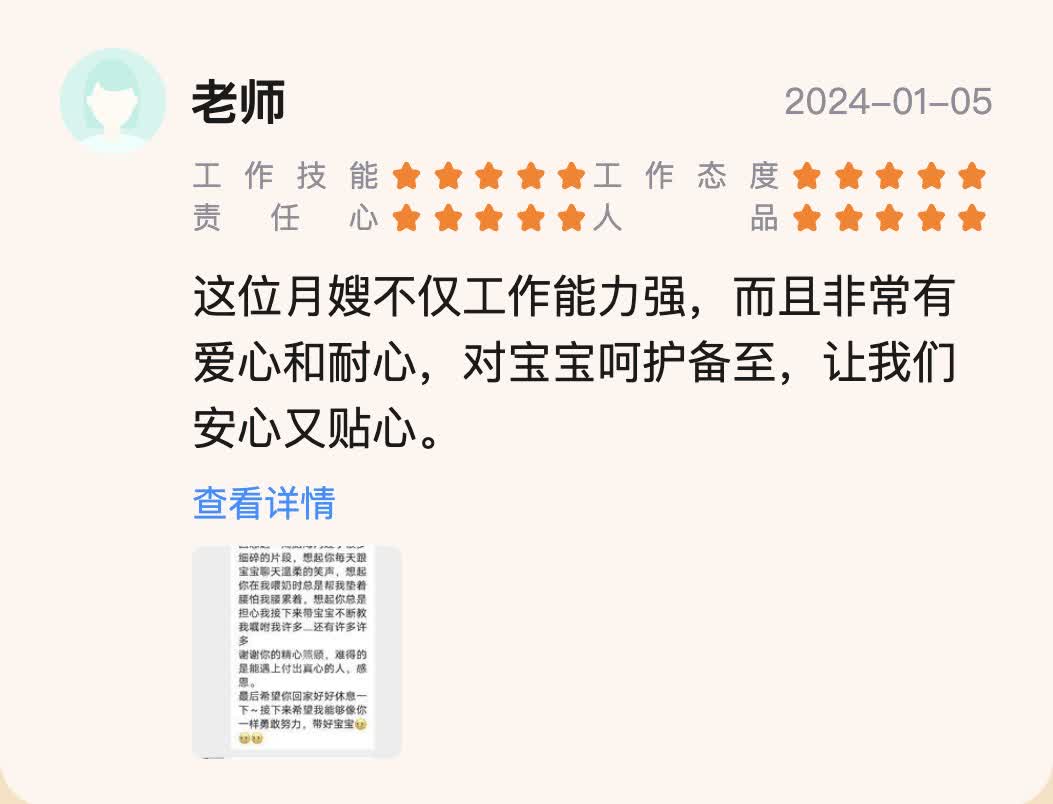 老师
2024-01-05
工作技能 工作态度
责任心 人品
这位月嫂不仅工作能力强，而且非常有
爱心和耐心，对宝宝呵护备至，让我们
安心又贴心。
查看详情
细碎的片段，想起你每天跟
宝宝聊天温柔的笑声，想起
你在我喂奶时总是帮我垫着
腰怕我腰累着，想起你总是
担心我接下来带宝宝不断教
我嘱咐我许多...还有许多许
多
谢谢你的精心照顾，难得的
是能遇上付出真心的人，感
恩。
最后希望你回家好好休息一
下～接下来希望我能够像你
一样勇敢努力，带好宝宝